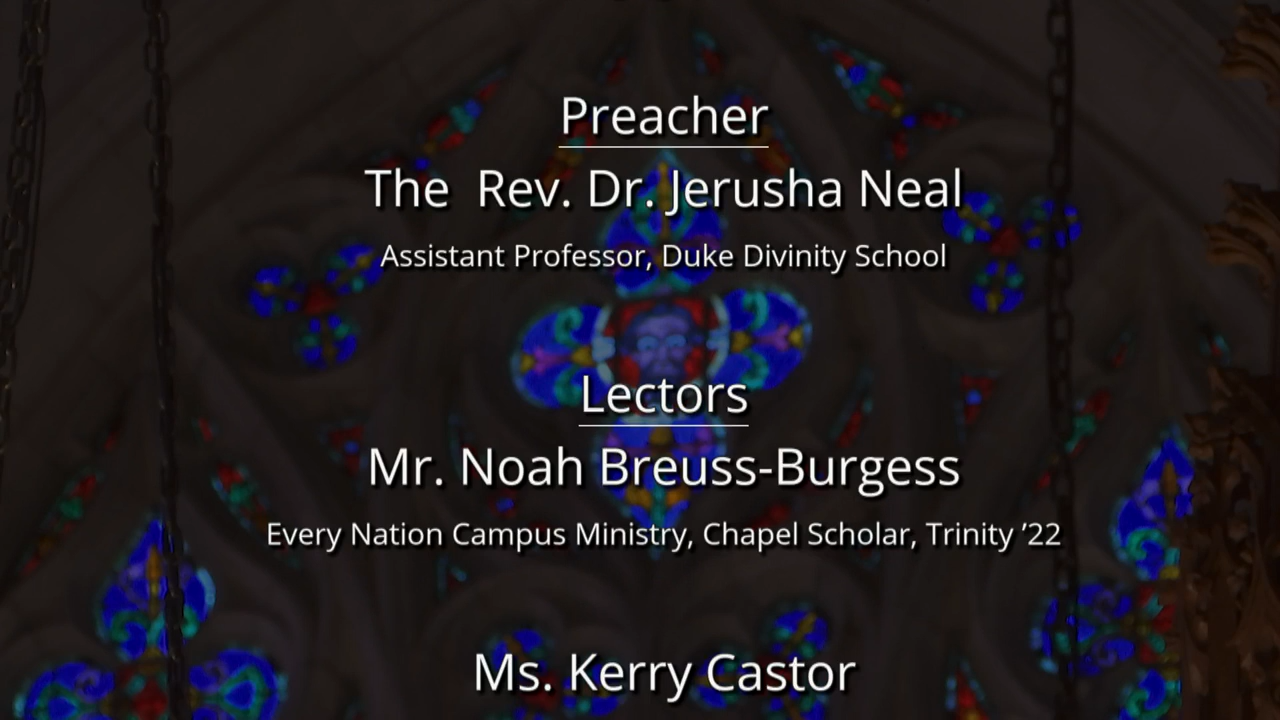 Preacher
The Rev. Dr. Jerusha Neal
Assistant Professor, Duke Divinity School
Lectors
Mr. Noah Breuss-Burgess
Every Nation Campus Ministry, Chapel Scholar, Trinity ’22
Ms. Kerry Castor